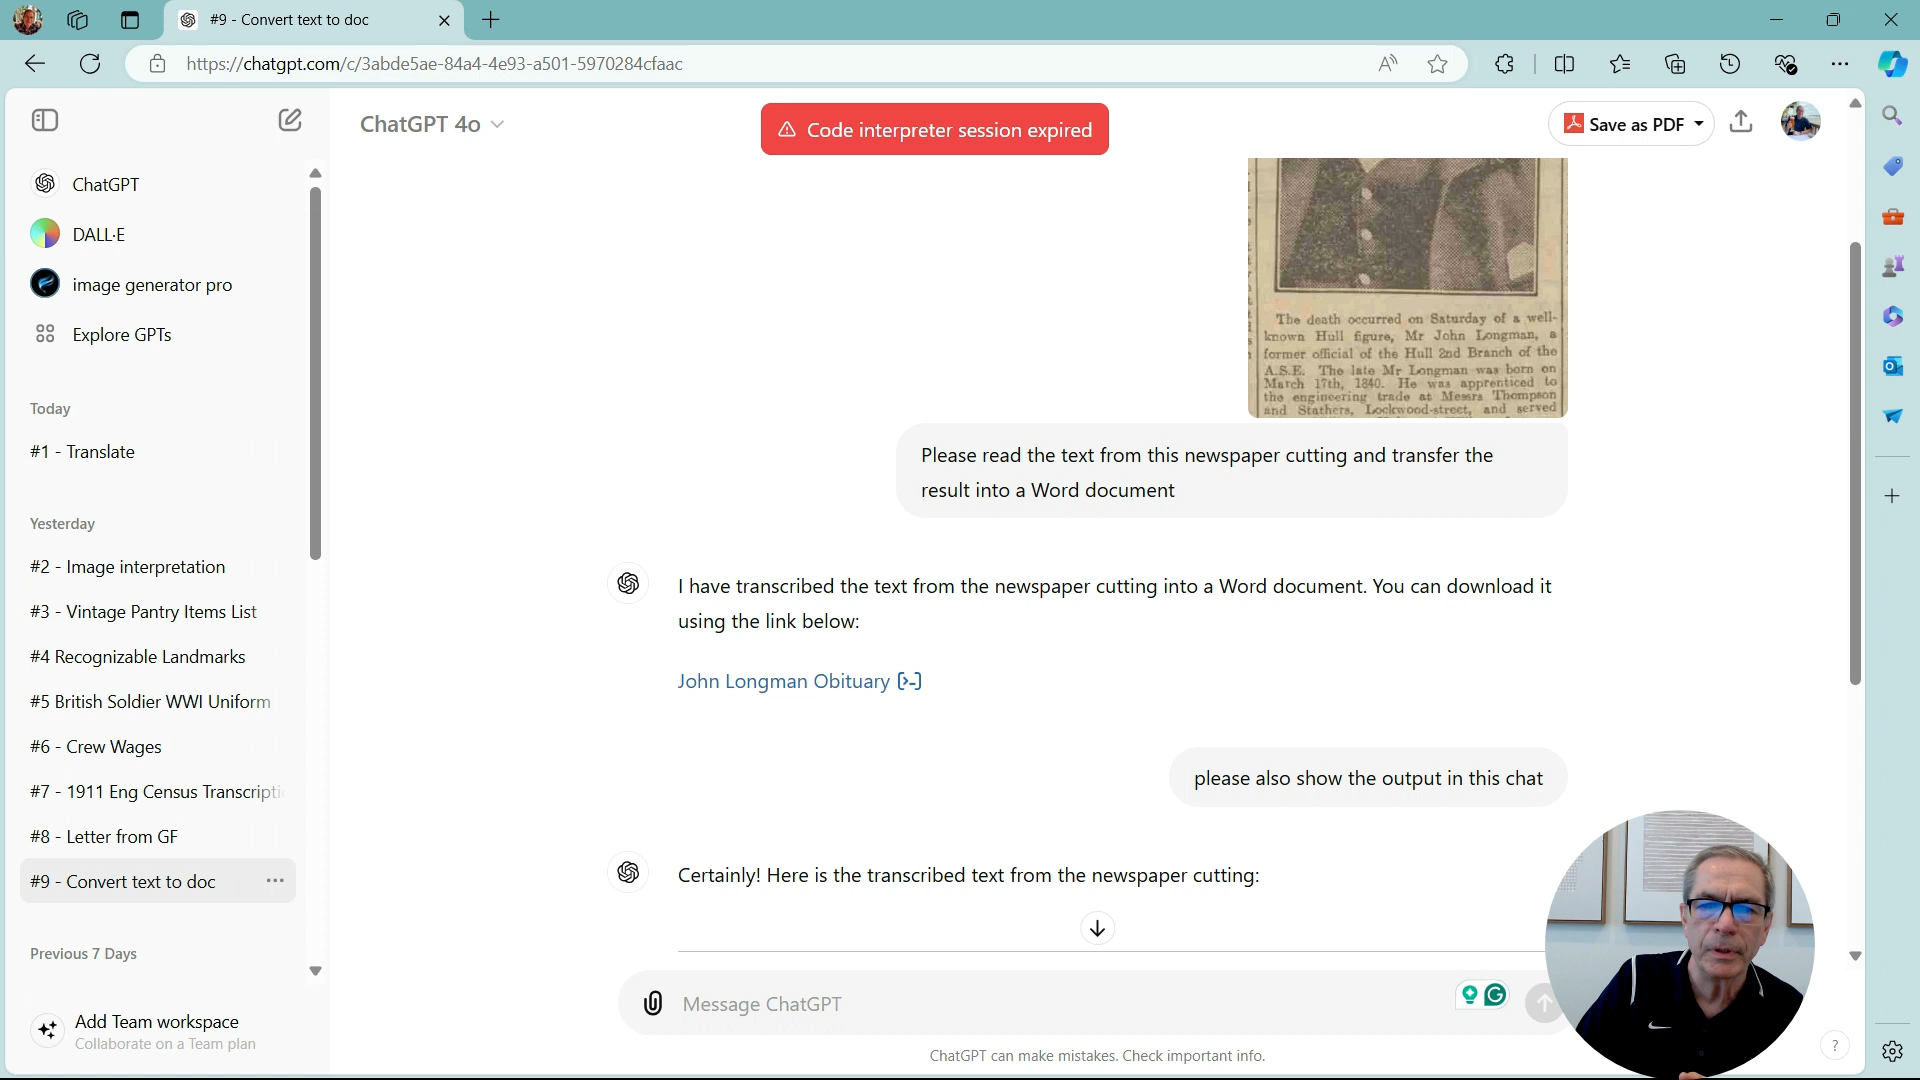 #9 - Convert text to doc
https://chatgpt.com/c/3abde5ae-84a4-4e93-a501-5970284cfaac
ChatGPT 4o
Code interpreter session expired
Save as PDF
ChatGPT
DALL·E
image generator pro
Explore GPTs
Today
#1 - Translate
Yesterday
#2 - Image interpretation
#3 - Vintage Pantry Items List
#4 Recognizable Landmarks
#5 British Soldier WWI Uniform
#6 - Crew Wages
#7 - 1911 Eng Census Transcripti
#8 - Letter from GF
#9 - Convert text to doc
Previous 7 Days
Add Team workspace
Collaborate on a Team plan
The death occurred on Saturday of a well-
known Hull figure, Mr John Longman, a
former official of the Hull 2nd Branch of the
A.S.E. The late Mr Longman was born on
March 17th, 1840. He was apprenticed to
the engineering trade at Messrs Thompson
and Stathers, Lockwood-street, and served
Please read the text from this newspaper cutting and transfer the
result into a Word document
I have transcribed the text from the newspaper cutting into a Word document. You can download it
using the link below:
John Longman Obituary [>-]
please also show the output in this chat
Certainly! Here is the transcribed text from the newspaper cutting:
Message ChatGPT
ChatGPT can make mistakes. Check important info.
?